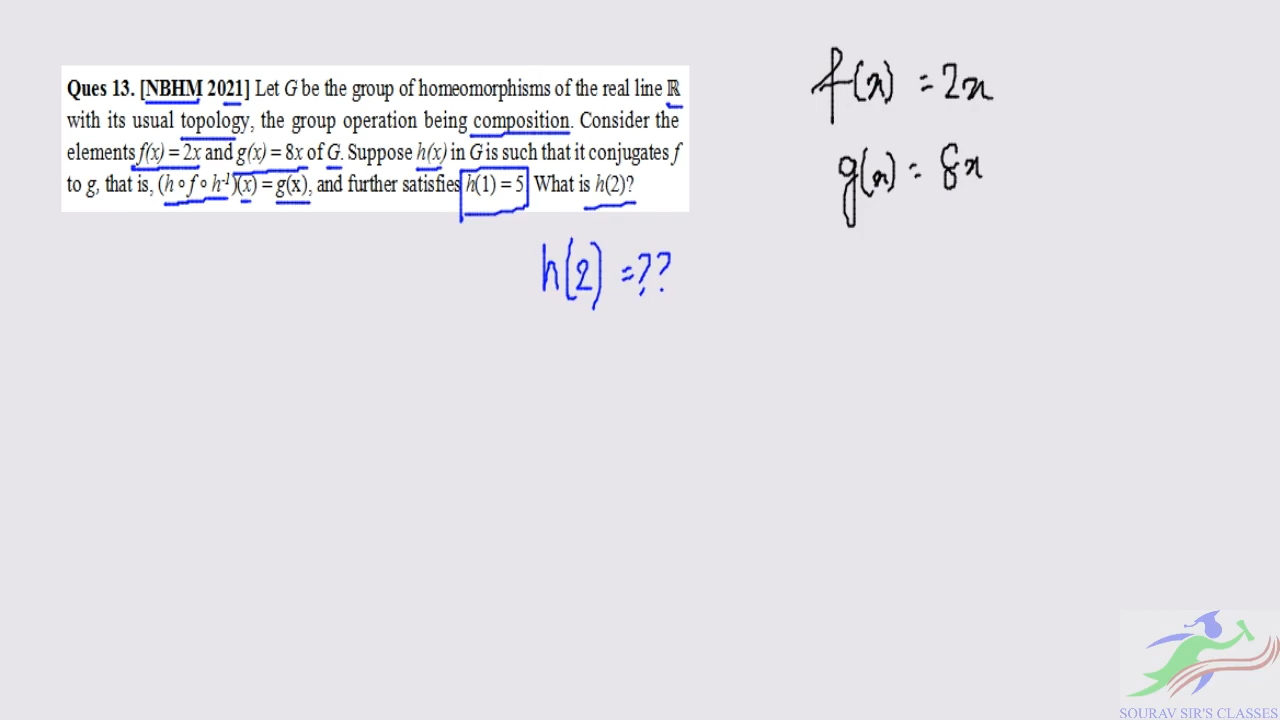 Ques 13. [NBHM 2021] Let G be the group of homeomorphisms of the real line ℝ
with its usual topology, the group operation being composition. Consider the
elements f(x) = 2x and g(x) = 8x of G. Suppose h(x) in G is such that it conjugates f
to g, that is, (h ∘ f ∘ h⁻¹)(x) = g(x), and further satisfies h(1) = 5. What is h(2)?
h(2) = ??
f(x) = 2x
g(x) = 8x
SOURAV SIR'S CLASSES